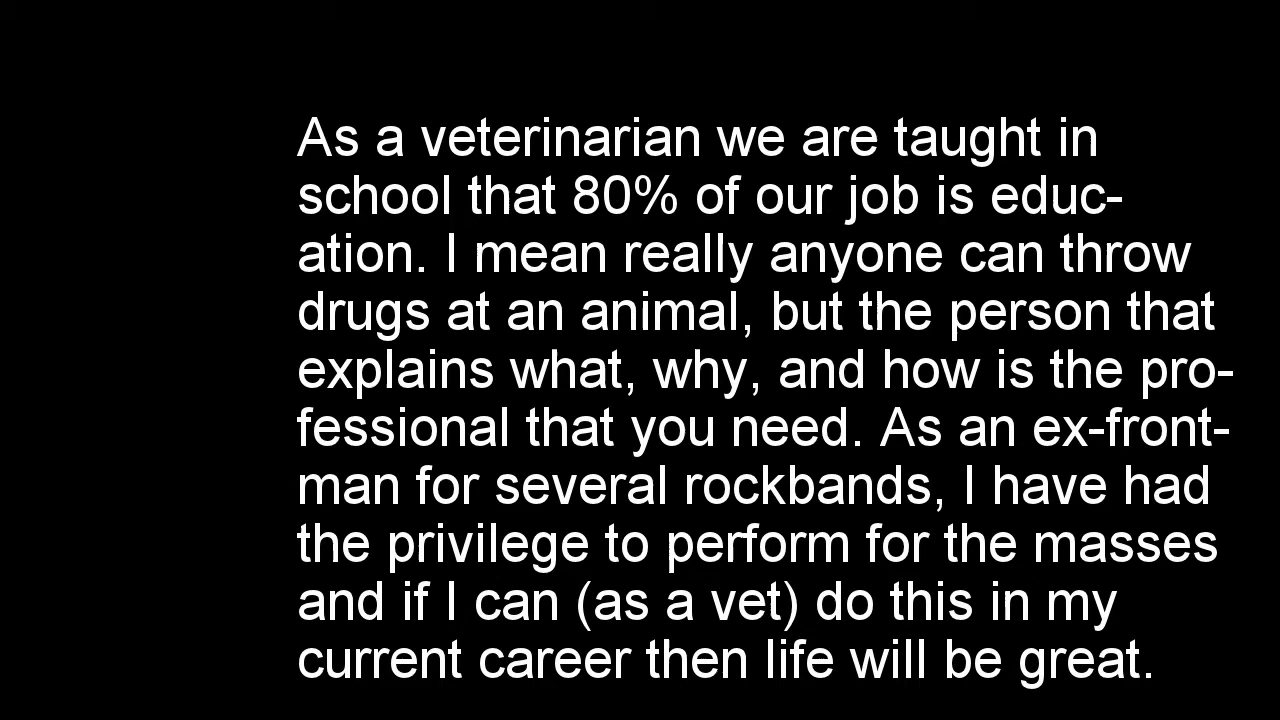 As a veterinarian we are taught in
school that 80% of our job is educ-
ation. I mean really anyone can throw
drugs at an animal, but the person that
explains what, why, and how is the pro-
fessional that you need. As an ex-front-
man for several rockbands, I have had
the privilege to perform for the masses
and if I can (as a vet) do this in my
current career then life will be great.